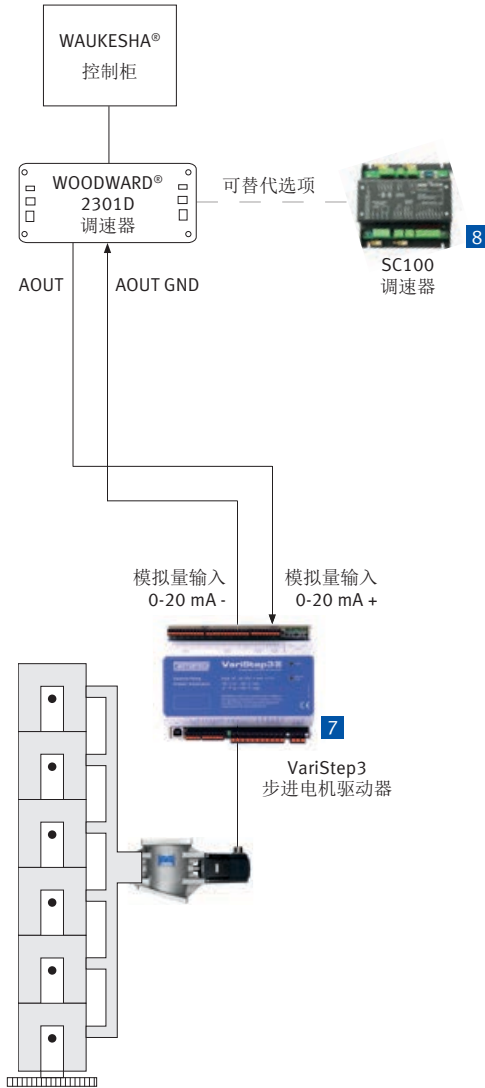 WAUKESHA®
控制柜
WOODWARD®
2301D
调速器
可替代选项
8
SC100
调速器
AOUT
AOUT GND
模拟量输入
0-20 mA -
模拟量输入
0-20 mA +
VariStep3
7
VariStep3
步进电机驱动器